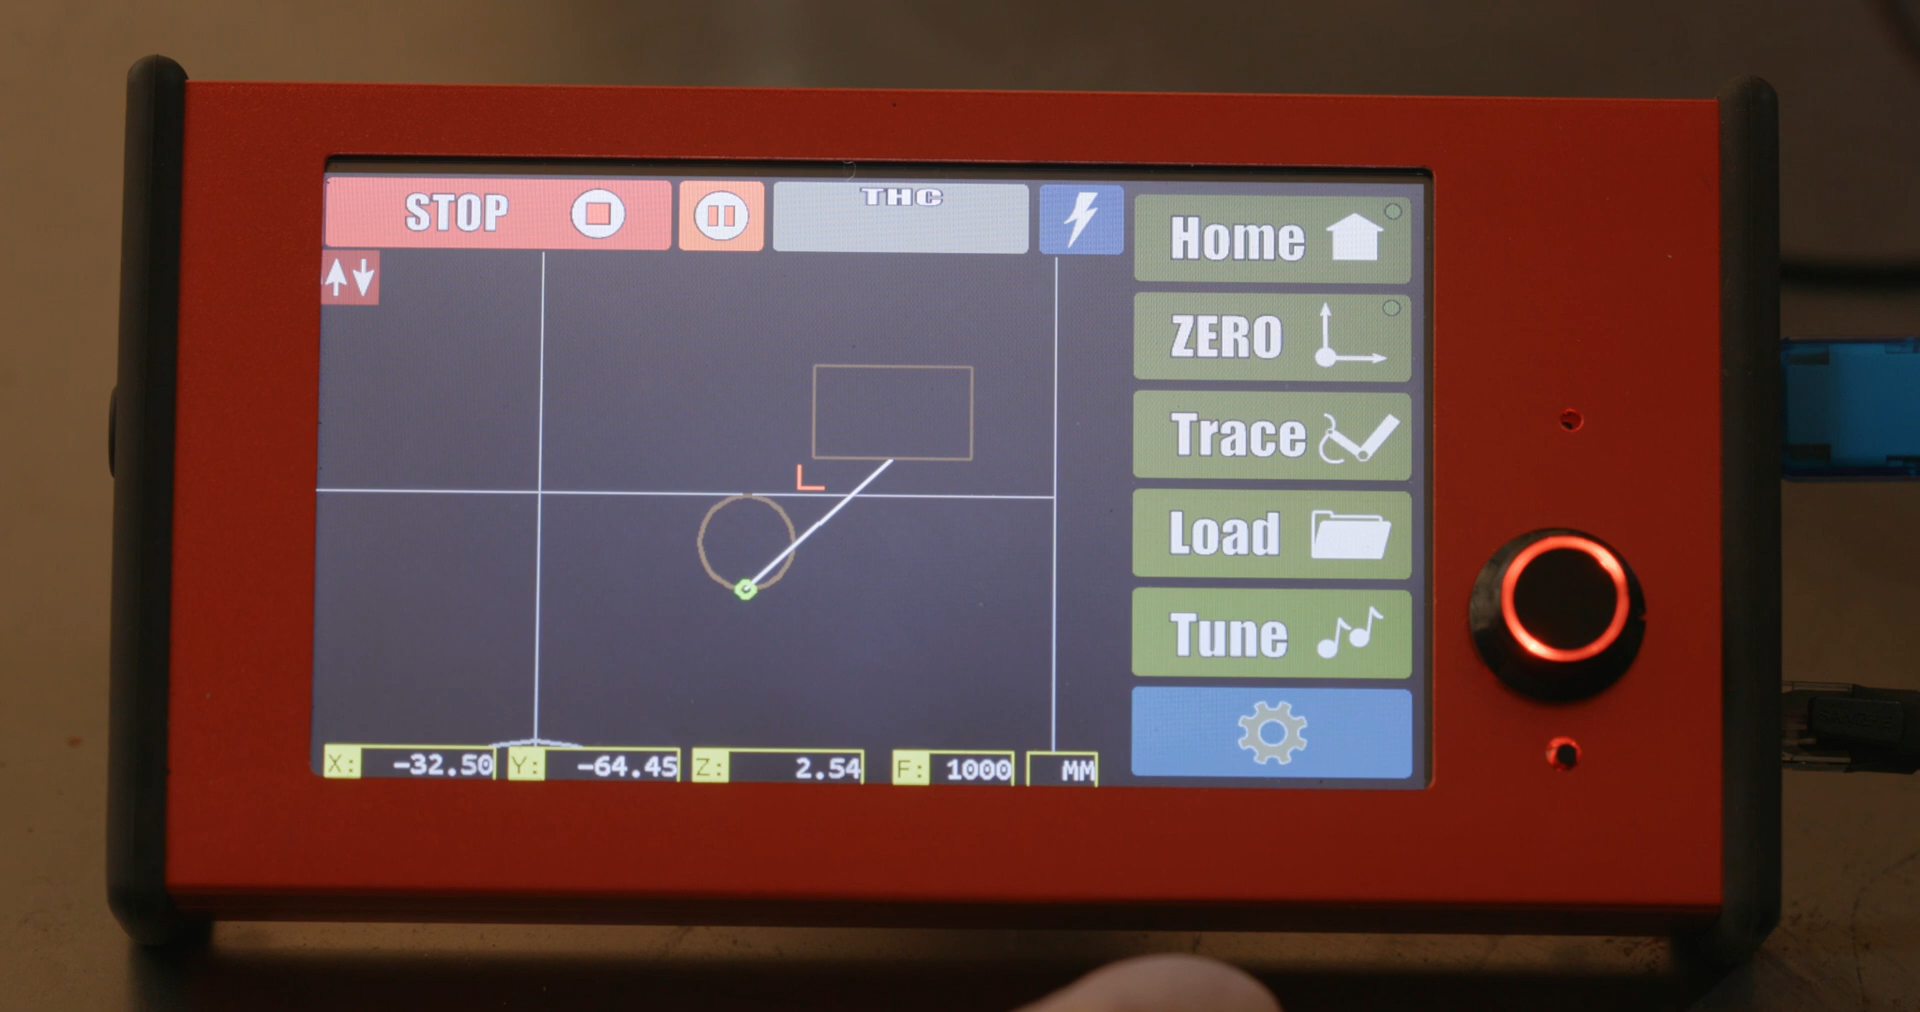 STOP
THC
Home
ZERO
Trace
Load
Tune
X: -32.50 Y: -64.45 Z: 2.54 F: 1000 MM